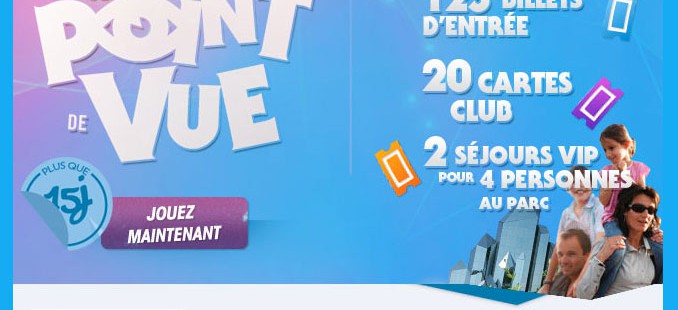 POINT
DE VUE
PLUS QUE
15j
JOUEZ
MAINTENANT
125 BILLETS
D'ENTRÉE
20 CARTES
CLUB
2 SÉJOURS VIP
POUR 4 PERSONNES
AU PARC